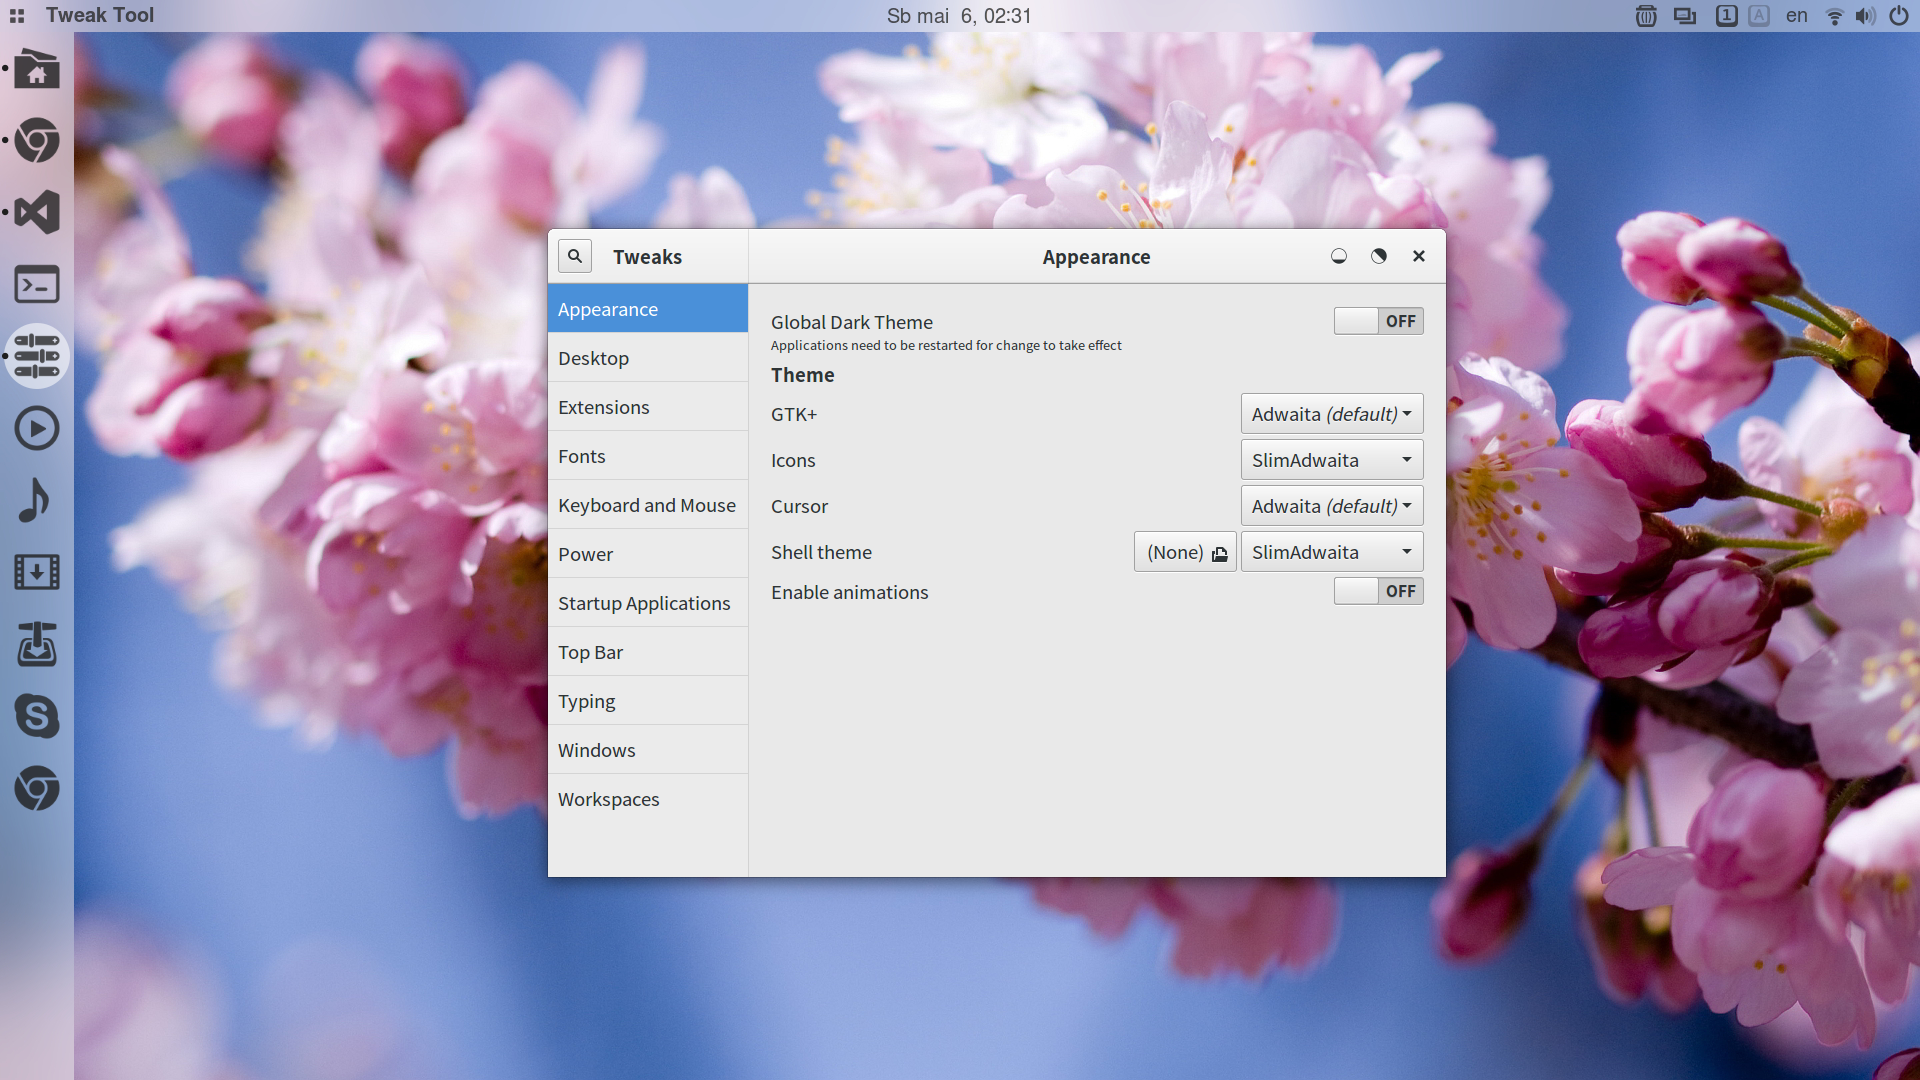 Tweak Tool
Sb mai 6, 02:31
1
A
en
Tweaks
Appearance
Appearance
Desktop
Extensions
Fonts
Keyboard and Mouse
Power
Startup Applications
Top Bar
Typing
Windows
Workspaces
Global Dark Theme
OFF
Applications need to be restarted for change to take effect
Theme
GTK+
Adwaita (default)
Icons
SlimAdwaita
Cursor
Adwaita (default)
Shell theme
(None)
SlimAdwaita
Enable animations
OFF